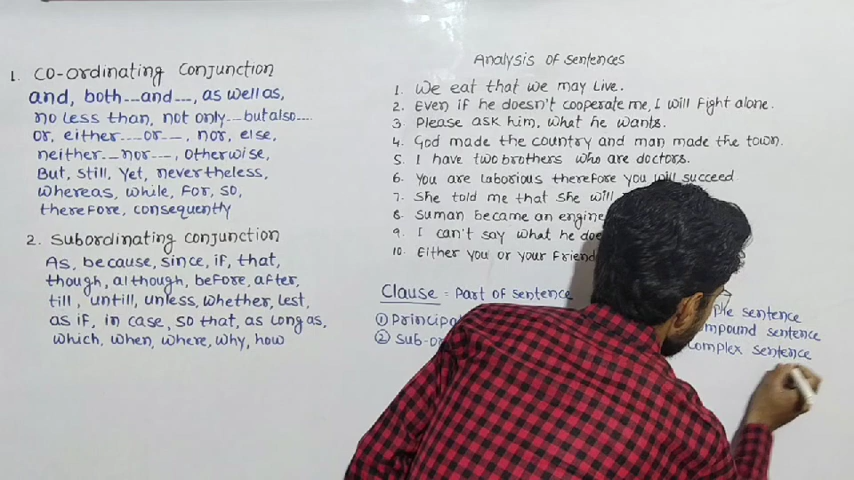 1. CO-ordinating Conjunction
and, both...and..., as well as,
no less than, not only...but also...
or, either...or..., nor, else,
neither...nor..., otherwise,
But, still, yet, nevertheless,
whereas, while, For, so,
therefore, consequently
2. Subordinating conjunction
As, because, since, if, that,
though, although, before, after,
till, untill, unless, whether, lest,
as if, in case, so that, as long as,
which, when, where, why, how
Analysis of sentences
1. We eat that we may live.
2. Even if he doesn't cooperate me, I will fight alone.
3. Please ask him, what he wants.
4. God made the country and man made the town.
5. I have two brothers who are doctors.
6. You are laborious therefore you will succeed
7. She told me that she will
8. Suman became an engine
9. I can't say what he doe
10. Either you or your Friend
Clause = Part of sentence
① Principa
② Sub-or
ple sentence
mpound sentence
complex sentence